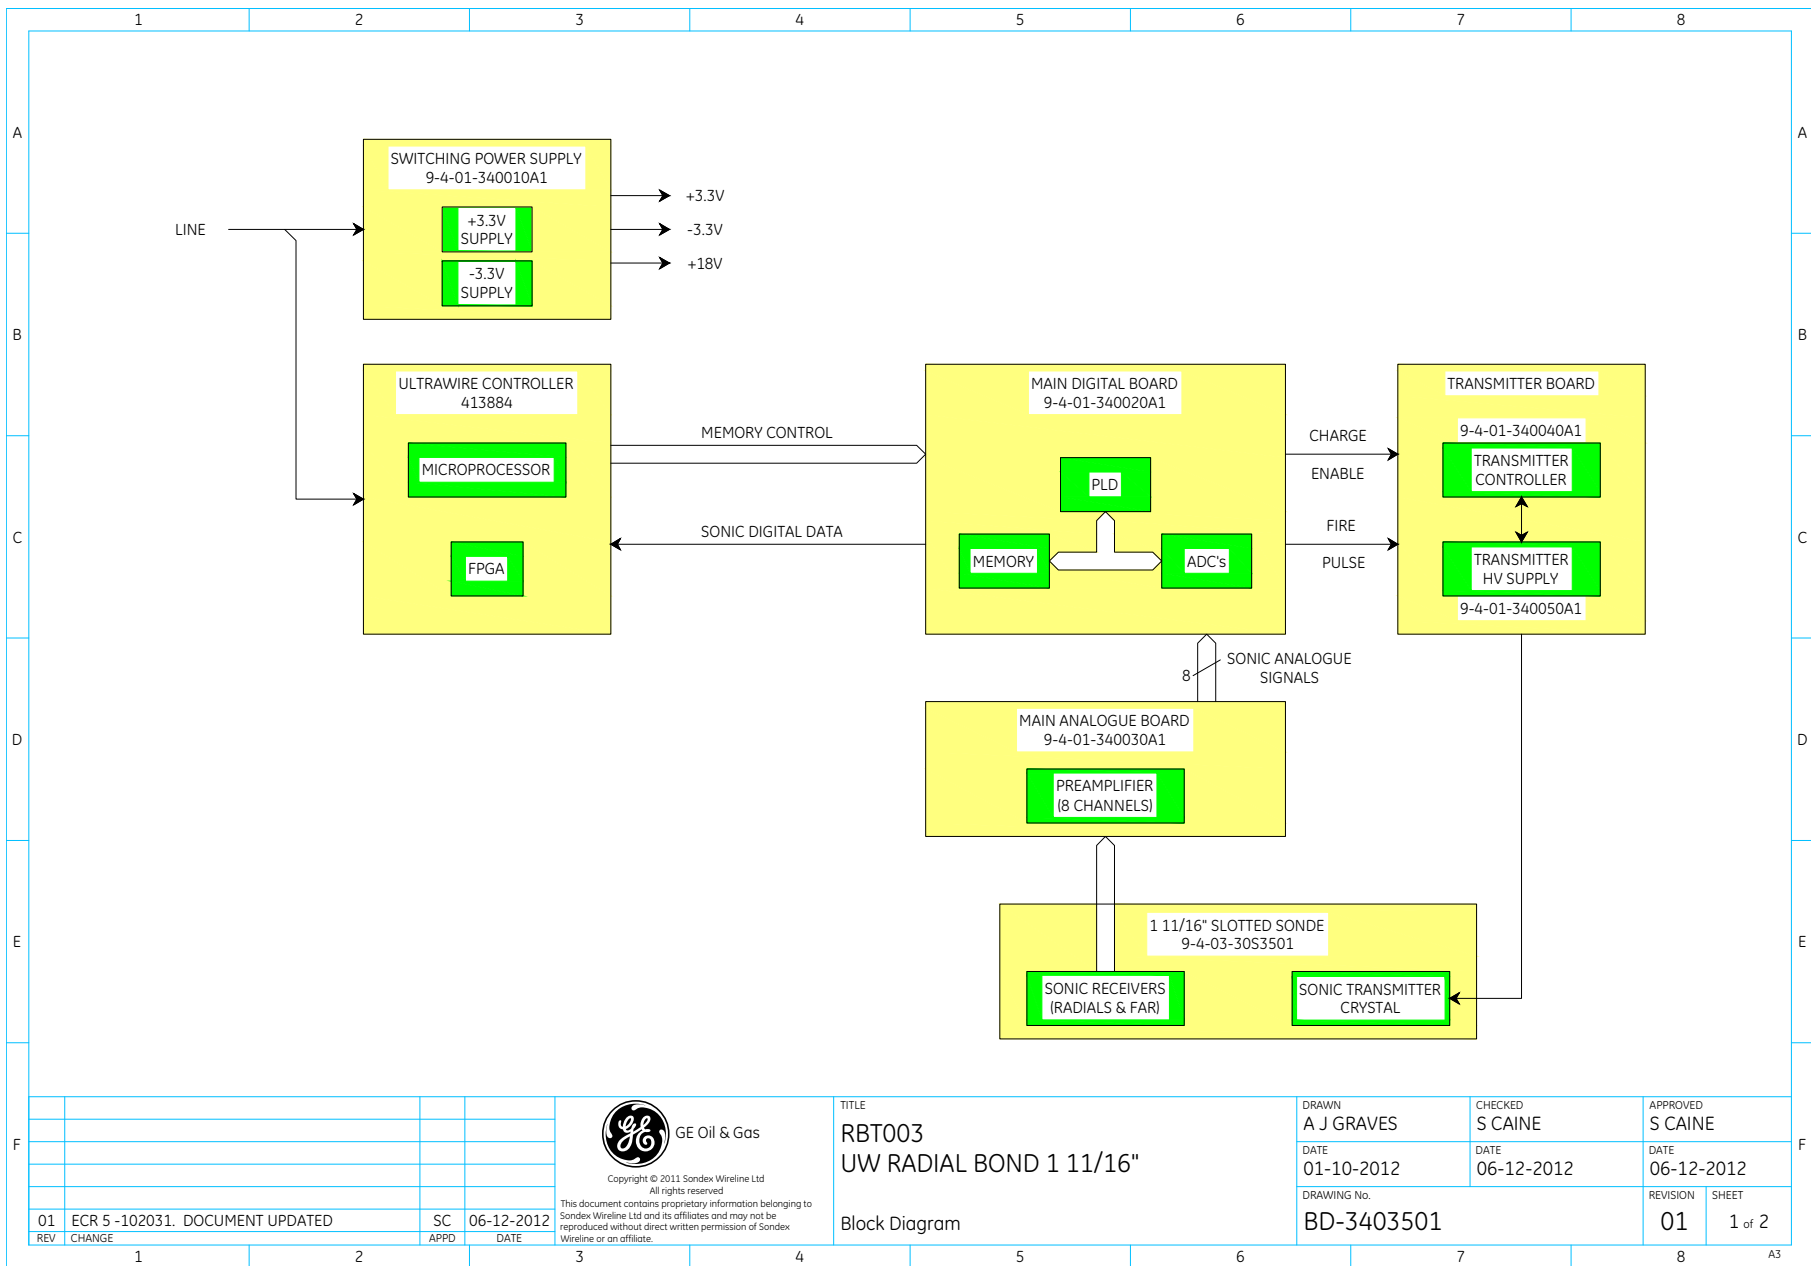 1 2 3 4 5 6 7 8
A A
SWITCHING POWER SUPPLY
9-4-01-340010A1
+3.3V
SUPPLY
-3.3V
SUPPLY
LINE
+3.3V
-3.3V
+18V
B B
ULTRAWIRE CONTROLLER
413884
MICROPROCESSOR
FPGA
MEMORY CONTROL
SONIC DIGITAL DATA
MAIN DIGITAL BOARD
9-4-01-340020A1
PLD
MEMORY
ADC's
CHARGE
ENABLE
FIRE
PULSE
TRANSMITTER BOARD
9-4-01-340040A1
TRANSMITTER
CONTROLLER
TRANSMITTER
HV SUPPLY
9-4-01-340050A1
C C
8
SONIC ANALOGUE
SIGNALS
MAIN ANALOGUE BOARD
9-4-01-340030A1
PREAMPLIFIER
(8 CHANNELS)
D D
1 11/16" SLOTTED SONDE
9-4-03-30S3501
SONIC RECEIVERS
(RADIALS & FAR)
SONIC TRANSMITTER
CRYSTAL
E E
F F
01 ECR 5 -102031. DOCUMENT UPDATED SC 06-12-2012
REV CHANGE APPD DATE
GE
GE Oil & Gas
Copyright © 2011 Sondex Wireline Ltd
All rights reserved
This document contains proprietary information belonging to
Sondex Wireline Ltd and its affiliates and may not be
reproduced without direct written permission of Sondex
Wireline or an affiliate.
TITLE
RBT003
UW RADIAL BOND 1 11/16"
Block Diagram
DRAWN
A J GRAVES
CHECKED
S CAINE
APPROVED
S CAINE
DATE
01-10-2012
DATE
06-12-2012
DATE
06-12-2012
DRAWING No.
BD-3403501
REVISION
01
SHEET
1 of 2
1 2 3 4 5 6 7 8
A3